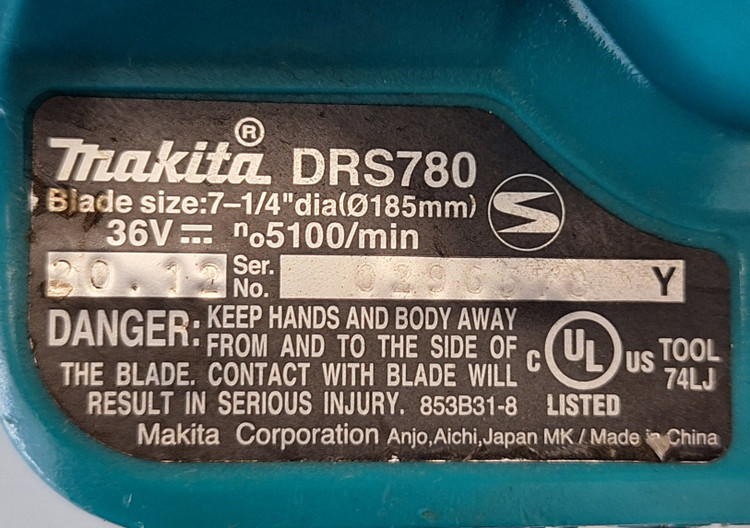 Makita® DRS780
Blade size:7–1/4"dia(Ø185mm)
36V⎓ n₀5100/min
20.12 Ser. No. Y
DANGER: KEEP HANDS AND BODY AWAY
FROM AND TO THE SIDE OF
THE BLADE. CONTACT WITH BLADE WILL
RESULT IN SERIOUS INJURY. 853B31-8
C UL US
LISTED
TOOL
74LJ
Makita Corporation Anjo,Aichi,Japan MK / Made in China